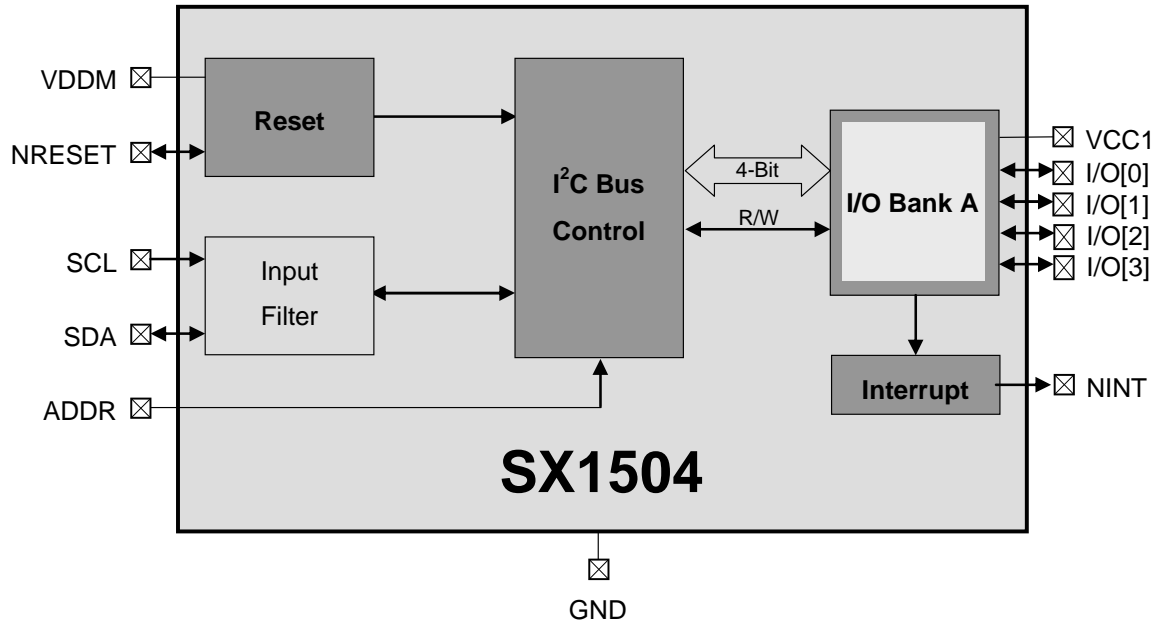 VDDM
NRESET
SCL
SDA
ADDR
Reset
Input
Filter
I²C Bus
Control
4-Bit
R/W
I/O Bank A
Interrupt
VCC1
I/O[0]
I/O[1]
I/O[2]
I/O[3]
NINT
SX1504
GND